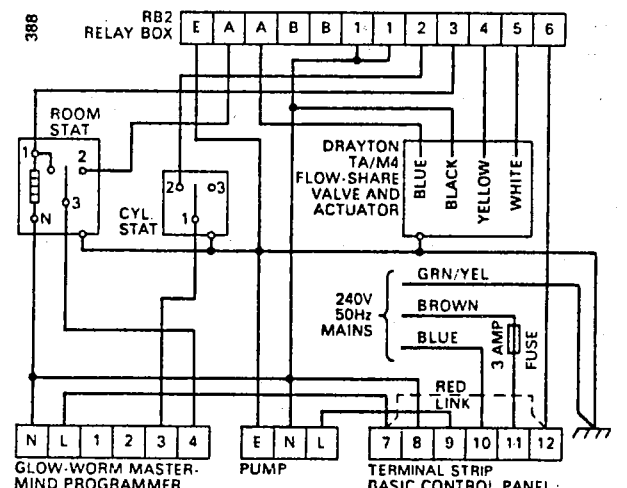 388
RB2
RELAY BOX
E A A B B 1 1 2 3 4 5 6
ROOM
STAT
1 2
3
N
2 3
1
CYL.
STAT
DRAYTON
TA/M4
FLOW-SHARE
VALVE AND
ACTUATOR
BLUE
BLACK
YELLOW
WHITE
240V
50Hz
MAINS
GRN/YEL
BROWN
BLUE
3 AMP
FUSE
RED
LINK
N L 1 2 3 4
E N L
7 8 9 10 11 12
GLOW-WORM MASTER-
MIND PROGRAMMER
PUMP
TERMINAL STRIP
BASIC CONTROL PANEL